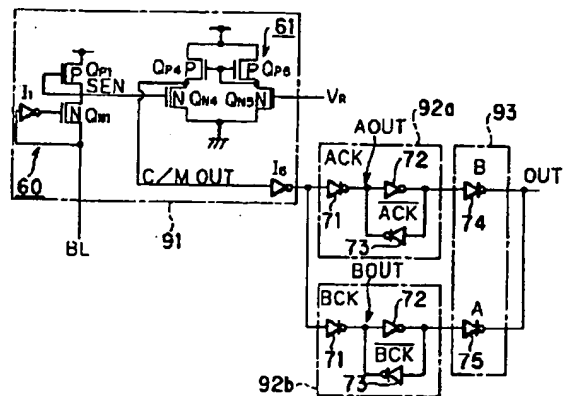 61
QP4
P
P
QP6
P
QP1
SEN
N
QN4
QN5
N
VR
I1
N
QN1
60
C/M OUT
I6
91
BL
92a
93
AOUT
ACK
72
71
ACK
73
B
74
OUT
BOUT
BCK
72
71
BCK
73
A
75
92b